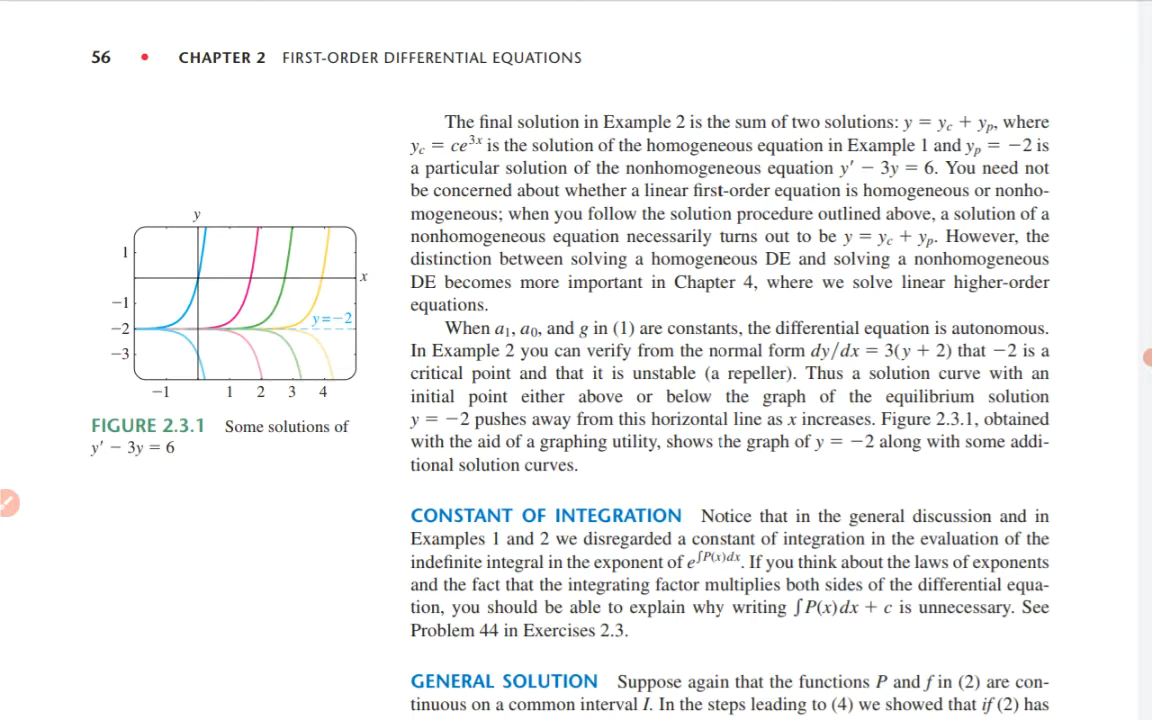 56 • CHAPTER 2 FIRST-ORDER DIFFERENTIAL EQUATIONS
The final solution in Example 2 is the sum of two solutions: y = y_c + y_p, where
y_c = ce^{3x} is the solution of the homogeneous equation in Example 1 and y_p = −2 is
a particular solution of the nonhomogeneous equation y′ − 3y = 6. You need not
be concerned about whether a linear first-order equation is homogeneous or nonho-
mogeneous; when you follow the solution procedure outlined above, a solution of a
nonhomogeneous equation necessarily turns out to be y = y_c + y_p. However, the
distinction between solving a homogeneous DE and solving a nonhomogeneous
DE becomes more important in Chapter 4, where we solve linear higher-order
equations.
When a₁, a₀, and g in (1) are constants, the differential equation is autonomous.
In Example 2 you can verify from the normal form dy/dx = 3(y + 2) that −2 is a
critical point and that it is unstable (a repeller). Thus a solution curve with an
initial point either above or below the graph of the equilibrium solution
y = −2 pushes away from this horizontal line as x increases. Figure 2.3.1, obtained
with the aid of a graphing utility, shows the graph of y = −2 along with some addi-
tional solution curves.
y
1
x
−1
y=−2
−2
−3
−1 1 2 3 4
FIGURE 2.3.1 Some solutions of
y′ − 3y = 6
CONSTANT OF INTEGRATION Notice that in the general discussion and in
Examples 1 and 2 we disregarded a constant of integration in the evaluation of the
indefinite integral in the exponent of e^{∫P(x)dx}. If you think about the laws of exponents
and the fact that the integrating factor multiplies both sides of the differential equa-
tion, you should be able to explain why writing ∫P(x)dx + c is unnecessary. See
Problem 44 in Exercises 2.3.
GENERAL SOLUTION Suppose again that the functions P and f in (2) are con-
tinuous on a common interval I. In the steps leading to (4) we showed that if (2) has